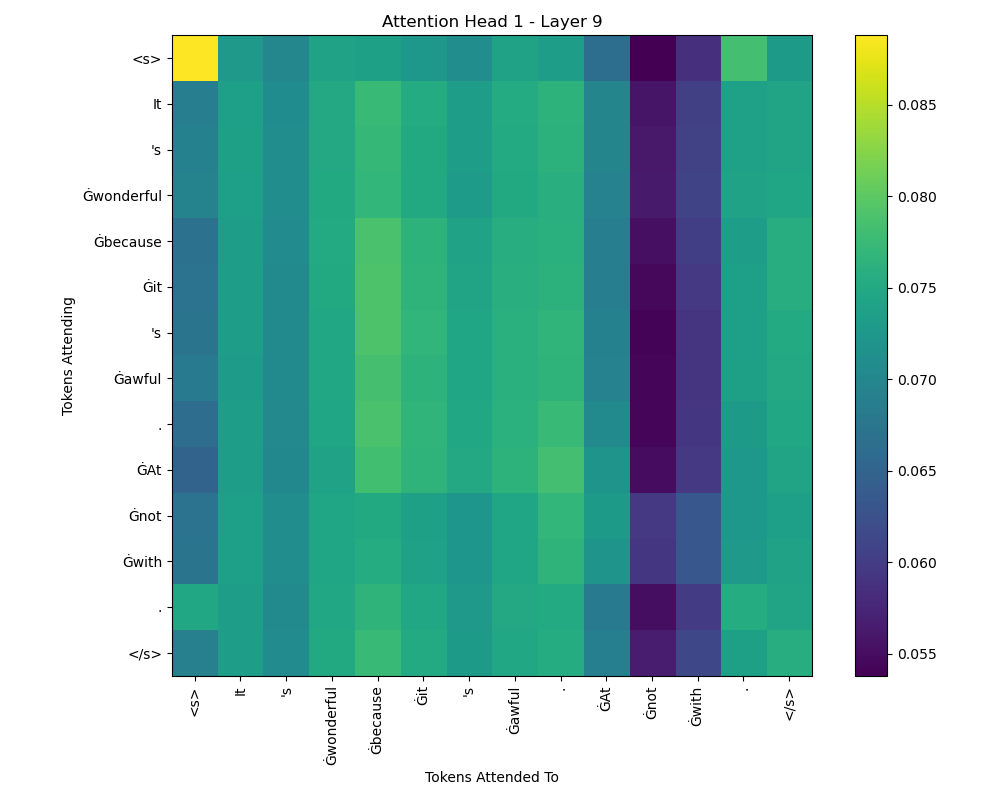 Attention Head 1 - Layer 9
Tokens Attending
<s>
It
's
Ġwonderful
Ġbecause
Ġit
's
Ġawful
.
ĠAt
Ġnot
Ġwith
.
</s>
<s>
It
's
Ġwonderful
Ġbecause
Ġit
's
Ġawful
.
ĠAt
Ġnot
Ġwith
.
</s>
Tokens Attended To
0.085
0.080
0.075
0.070
0.065
0.060
0.055